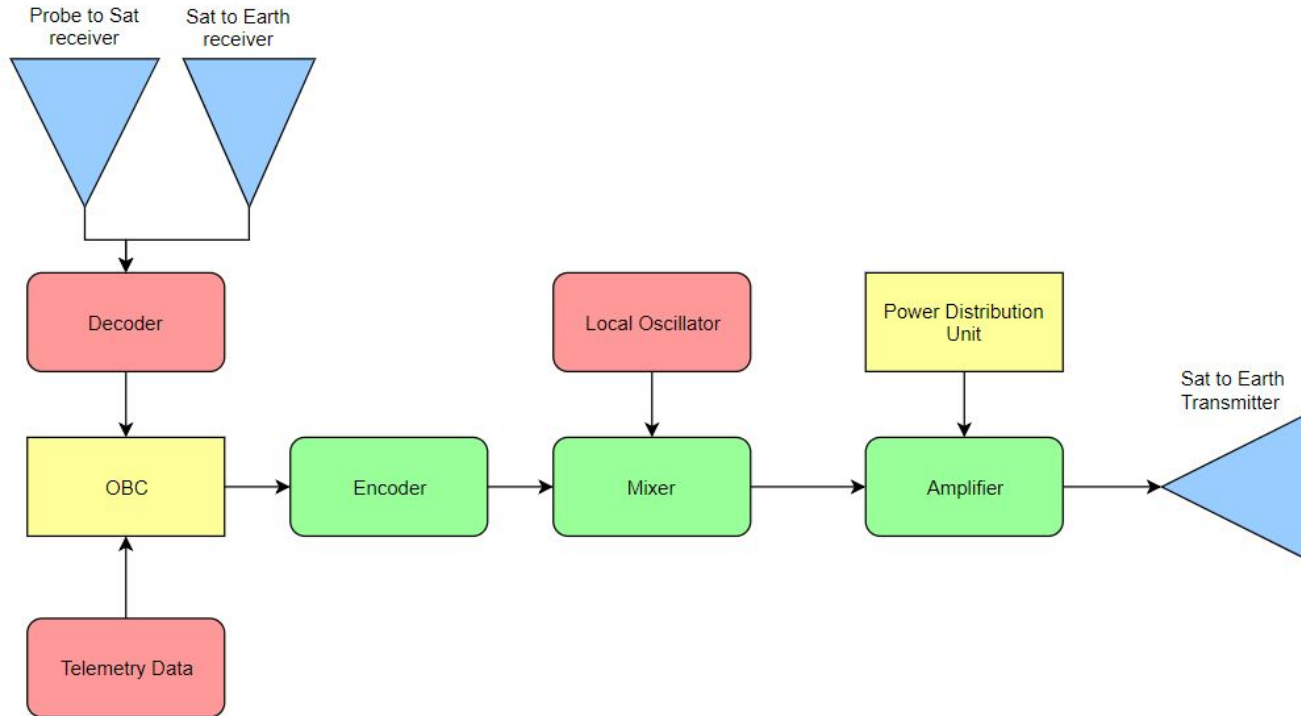 Probe to Sat
receiver
Sat to Earth
receiver
Decoder
Local Oscillator
Power Distribution
Unit
Sat to Earth
Transmitter
OBC
Encoder
Mixer
Amplifier
Telemetry Data